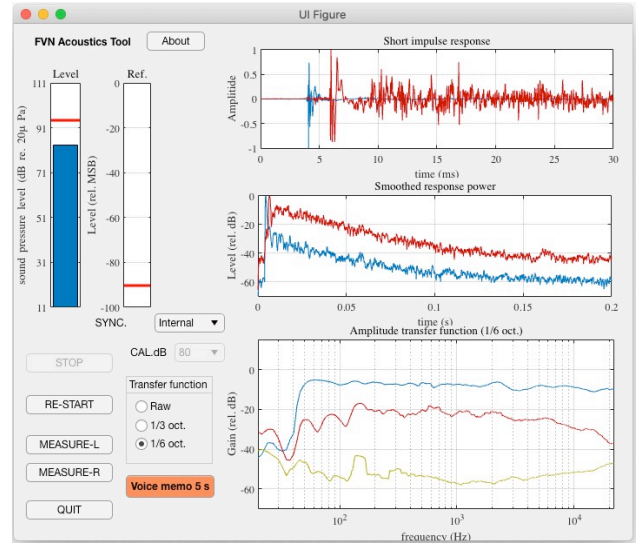 UI Figure
FVN Acoustics Tool
About
Level
Ref.
111
91
71
51
31
11
sound pressure level (dB re. 20μ Pa)
0
-20
-40
-60
-80
-100
Level (rel. MSB)
SYNC.
Internal
CAL.dB
80
STOP
RE-START
MEASURE-L
MEASURE-R
QUIT
Transfer function
Raw
1/3 oct.
1/6 oct.
Voice memo 5 s
Short impulse response
Amplitide
1
0.5
0
-0.5
-1
0 5 10 15 20 25 30
time (ms)
Smoothed response power
Level (rel. dB)
0
-20
-40
-60
0 0.05 0.1 0.15 0.2
time (s)
Amplitude transfer function (1/6 oct.)
Gain (rel. dB)
0
-20
-40
-60
10² 10³ 10⁴
frequency (Hz)